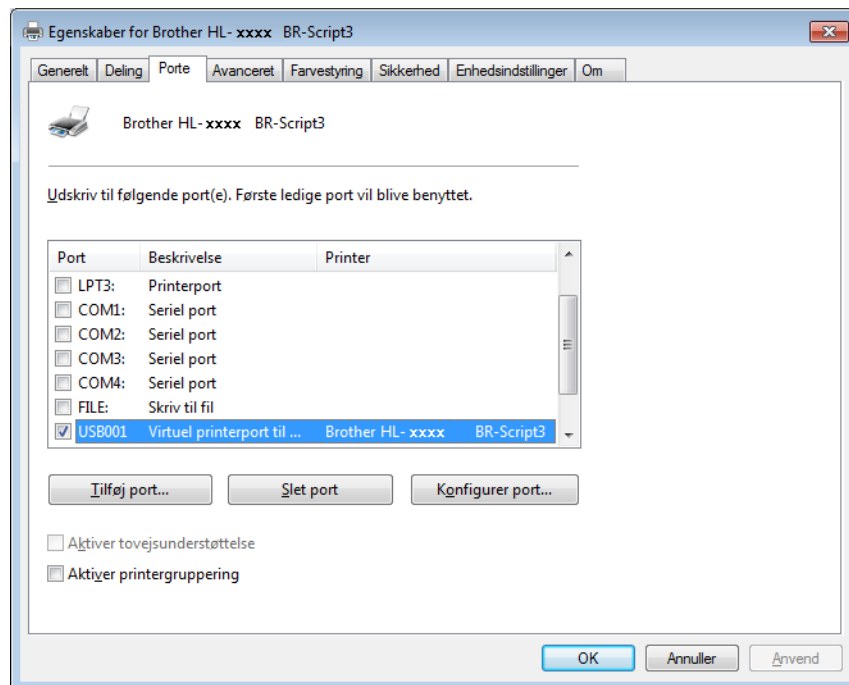 Egenskaber for Brother HL- xxxx BR-Script3
Generelt Deling Porte Avanceret Farvestyring Sikkerhed Enhedsindstillinger Om
Brother HL- xxxx BR-Script3
Udskriv til følgende port(e). Første ledige port vil blive benyttet.
Port Beskrivelse Printer
LPT3: Printerport
COM1: Seriel port
COM2: Seriel port
COM3: Seriel port
COM4: Seriel port
FILE: Skriv til fil
USB001 Virtuel printerport til ... Brother HL- xxxx BR-Script3
Tilføj port... Slet port Konfigurer port...
Aktiver tovejsunderstøttelse
Aktiver printergruppering
OK Annuller Anvend